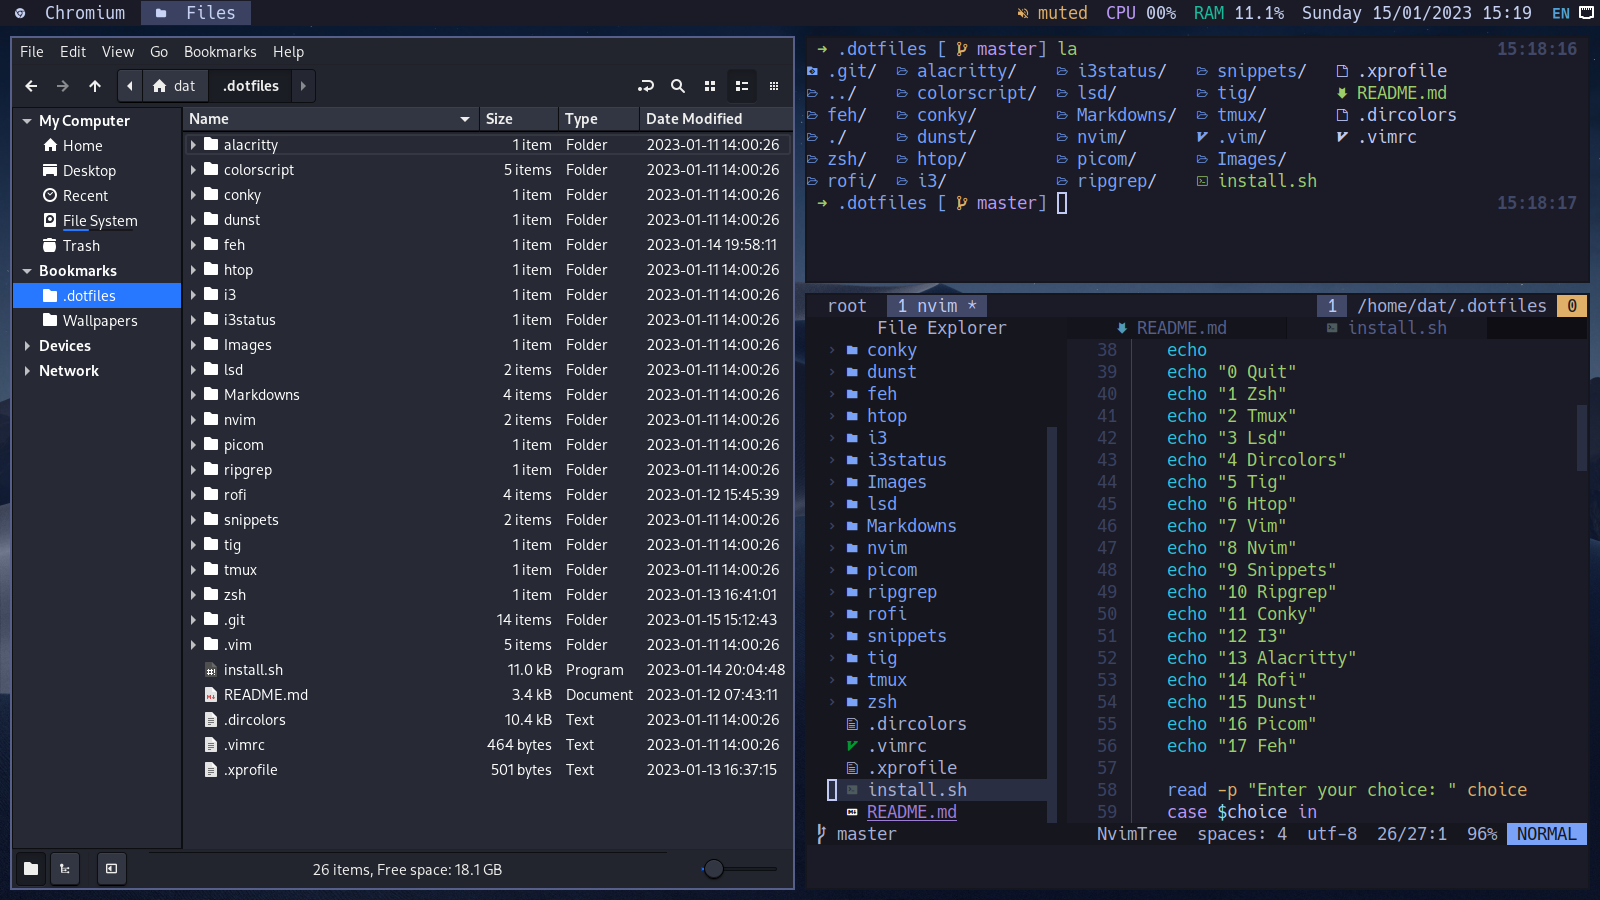 Chromium Files muted CPU 00% RAM 11.1% Sunday 15/01/2023 15:19 EN
File Edit View Go Bookmarks Help
dat .dotfiles
My Computer
Home
Desktop
Recent
File System
Trash
Bookmarks
.dotfiles
Wallpapers
Devices
Network
Name Size Type Date Modified
alacritty 1 item Folder 2023-01-11 14:00:26
colorscript 5 items Folder 2023-01-11 14:00:26
conky 1 item Folder 2023-01-11 14:00:26
dunst 1 item Folder 2023-01-11 14:00:26
feh 1 item Folder 2023-01-14 19:58:11
htop 1 item Folder 2023-01-11 14:00:26
i3 1 item Folder 2023-01-11 14:00:26
i3status 1 item Folder 2023-01-11 14:00:26
Images 1 item Folder 2023-01-11 14:00:26
lsd 2 items Folder 2023-01-11 14:00:26
Markdowns 4 items Folder 2023-01-11 14:00:26
nvim 2 items Folder 2023-01-11 14:00:26
picom 1 item Folder 2023-01-11 14:00:26
ripgrep 1 item Folder 2023-01-11 14:00:26
rofi 4 items Folder 2023-01-12 15:45:39
snippets 2 items Folder 2023-01-11 14:00:26
tig 1 item Folder 2023-01-11 14:00:26
tmux 1 item Folder 2023-01-11 14:00:26
zsh 1 item Folder 2023-01-13 16:41:01
.git 14 items Folder 2023-01-15 15:12:43
.vim 5 items Folder 2023-01-11 14:00:26
install.sh 11.0 kB Program 2023-01-14 20:04:48
README.md 3.4 kB Document 2023-01-12 07:43:11
.dircolors 10.4 kB Text 2023-01-11 14:00:26
.vimrc 464 bytes Text 2023-01-11 14:00:26
.xprofile 501 bytes Text 2023-01-13 16:37:15
26 items, Free space: 18.1 GB
➜ .dotfiles [ master] la 15:18:16
.git/ alacritty/ i3status/ snippets/ .xprofile
../ colorscript/ lsd/ tig/ README.md
feh/ conky/ Markdowns/ tmux/ .dircolors
./ dunst/ nvim/ .vim/ .vimrc
zsh/ htop/ picom/ Images/
rofi/ i3/ ripgrep/ install.sh
➜ .dotfiles [ master] 15:18:17
root 1 nvim * 1 /home/dat/.dotfiles 0
File Explorer README.md install.sh
conky
dunst
feh
htop
i3
i3status
Images
lsd
Markdowns
nvim
picom
ripgrep
rofi
snippets
tig
tmux
zsh
.dircolors
.vimrc
.xprofile
install.sh
README.md
38 echo
39 echo "0 Quit"
40 echo "1 Zsh"
41 echo "2 Tmux"
42 echo "3 Lsd"
43 echo "4 Dircolors"
44 echo "5 Tig"
45 echo "6 Htop"
46 echo "7 Vim"
47 echo "8 Nvim"
48 echo "9 Snippets"
49 echo "10 Ripgrep"
50 echo "11 Conky"
51 echo "12 I3"
52 echo "13 Alacritty"
53 echo "14 Rofi"
54 echo "15 Dunst"
55 echo "16 Picom"
56 echo "17 Feh"
57
58 read -p "Enter your choice: " choice
59 case $choice in
master NvimTree spaces: 4 utf-8 26/27:1 96% NORMAL